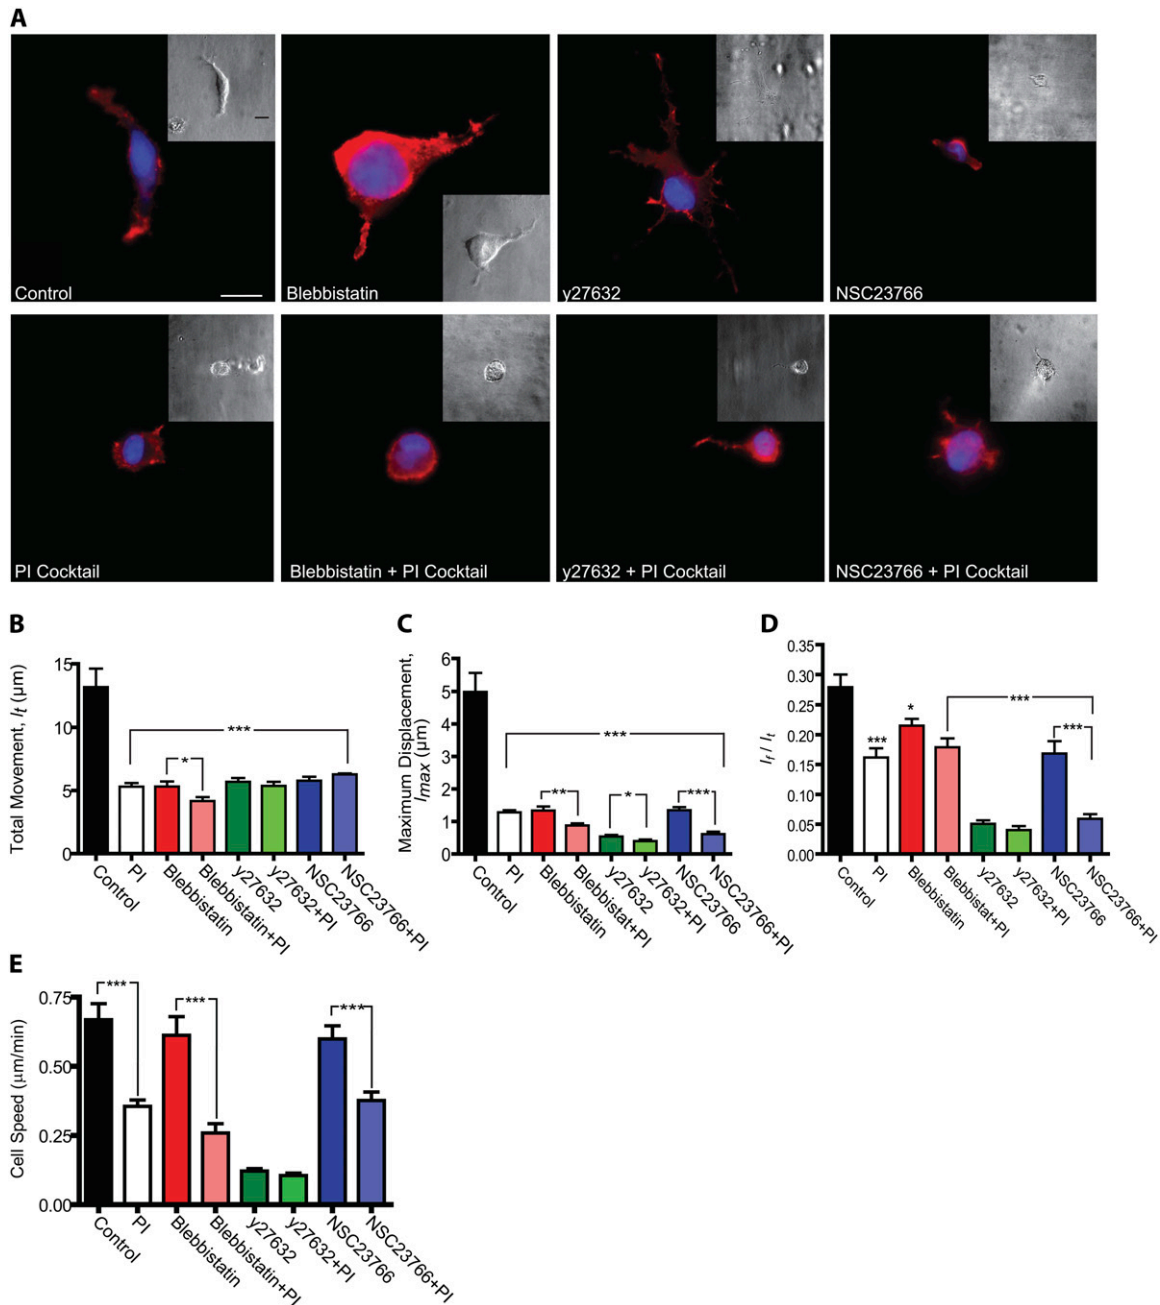 A
Control
Blebbistatin
y27632
NSC23766
PI Cocktail
Blebbistatin + PI Cocktail
y27632 + PI Cocktail
NSC23766 + PI Cocktail
B
Total Movement, lt (µm)
15
10
5
0
***
*
Control
PI
Blebbistatin
Blebbistatin+PI
y27632
y27632+PI
NSC23766
NSC23766+PI
C
Maximum Displacement,
lmax (µm)
6
5
4
3
2
1
0
***
**
*
***
Control
PI
Blebbistatin
Blebbistat+PI
y27632
y27632+PI
NSC23766
NSC23766+PI
D
lf / lt
0.35
0.30
0.25
0.20
0.15
0.10
0.05
0.00
***
*
***
***
Control
PI
Blebbistatin
Blebbistat+PI
y27632
y27632+PI
NSC23766
NSC23766+PI
E
Cell Speed (µm/min)
0.75
0.50
0.25
0.00
***
***
***
Control
PI
Blebbistatin
Blebbistatin+PI
y27632
y27632+PI
NSC23766
NSC23766+PI